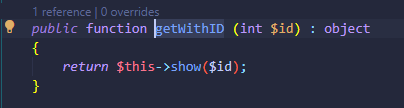 1 reference | 0 overrides
public function getWithID (int $id) : object
{
return $this->show($id);
}